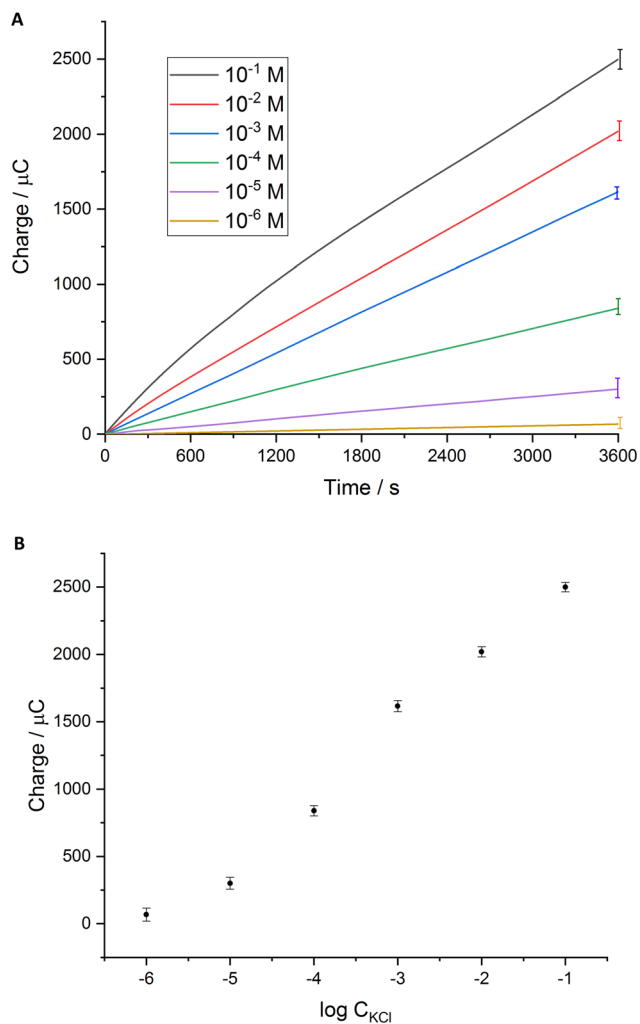 A
2500
2000
1500
1000
500
0
Charge / μC
10⁻¹ M
10⁻² M
10⁻³ M
10⁻⁴ M
10⁻⁵ M
10⁻⁶ M
0 600 1200 1800 2400 3000 3600
Time / s
B
2500
2000
1500
1000
500
0
Charge / μC
-6 -5 -4 -3 -2 -1
log C_KCl